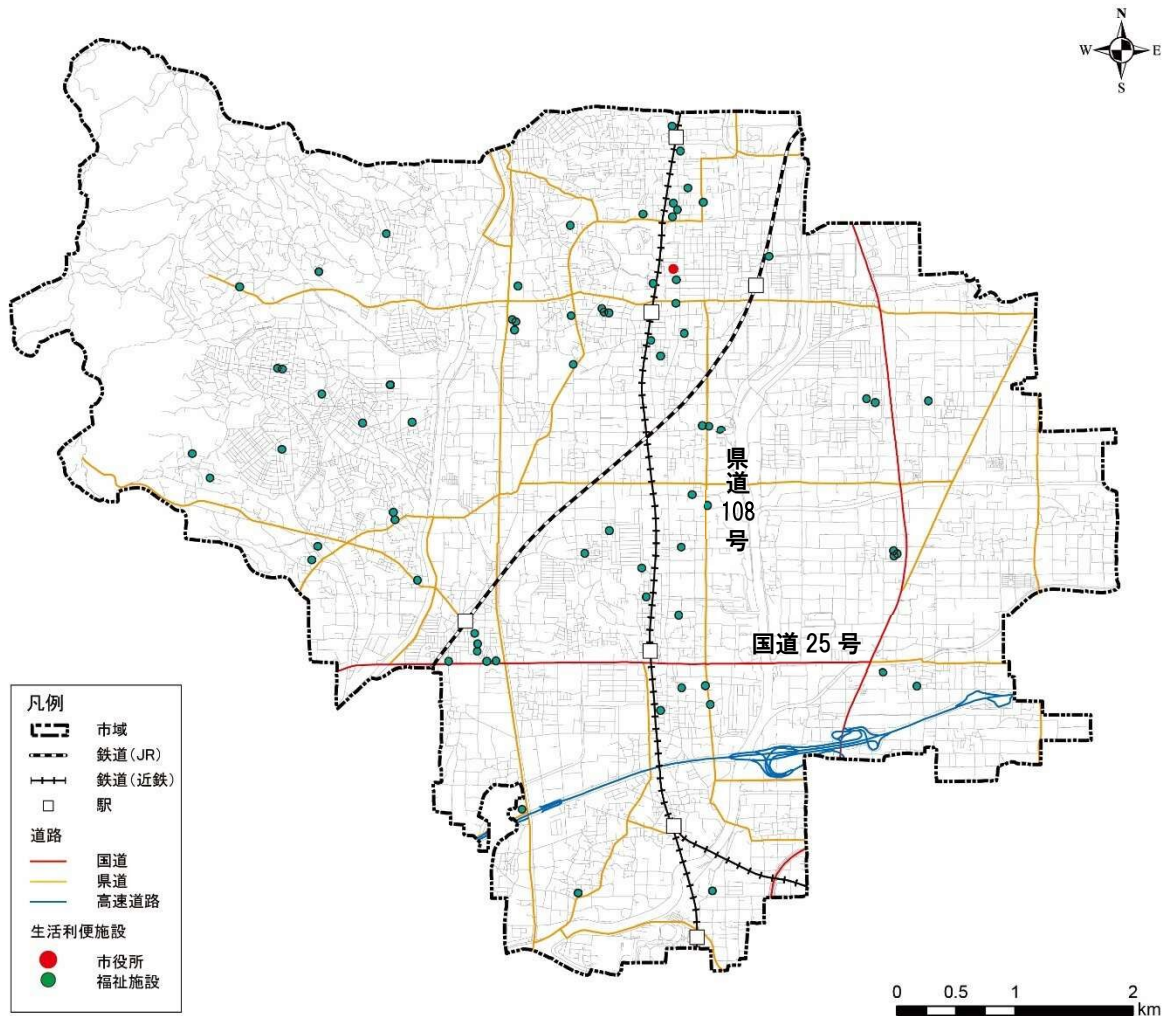 N
W E
S
県道
108
号
国道 25 号
凡例
市域
鉄道(JR)
鉄道(近鉄)
駅
道路
国道
県道
高速道路
生活利便施設
市役所
福祉施設
0 0.5 1 2
km